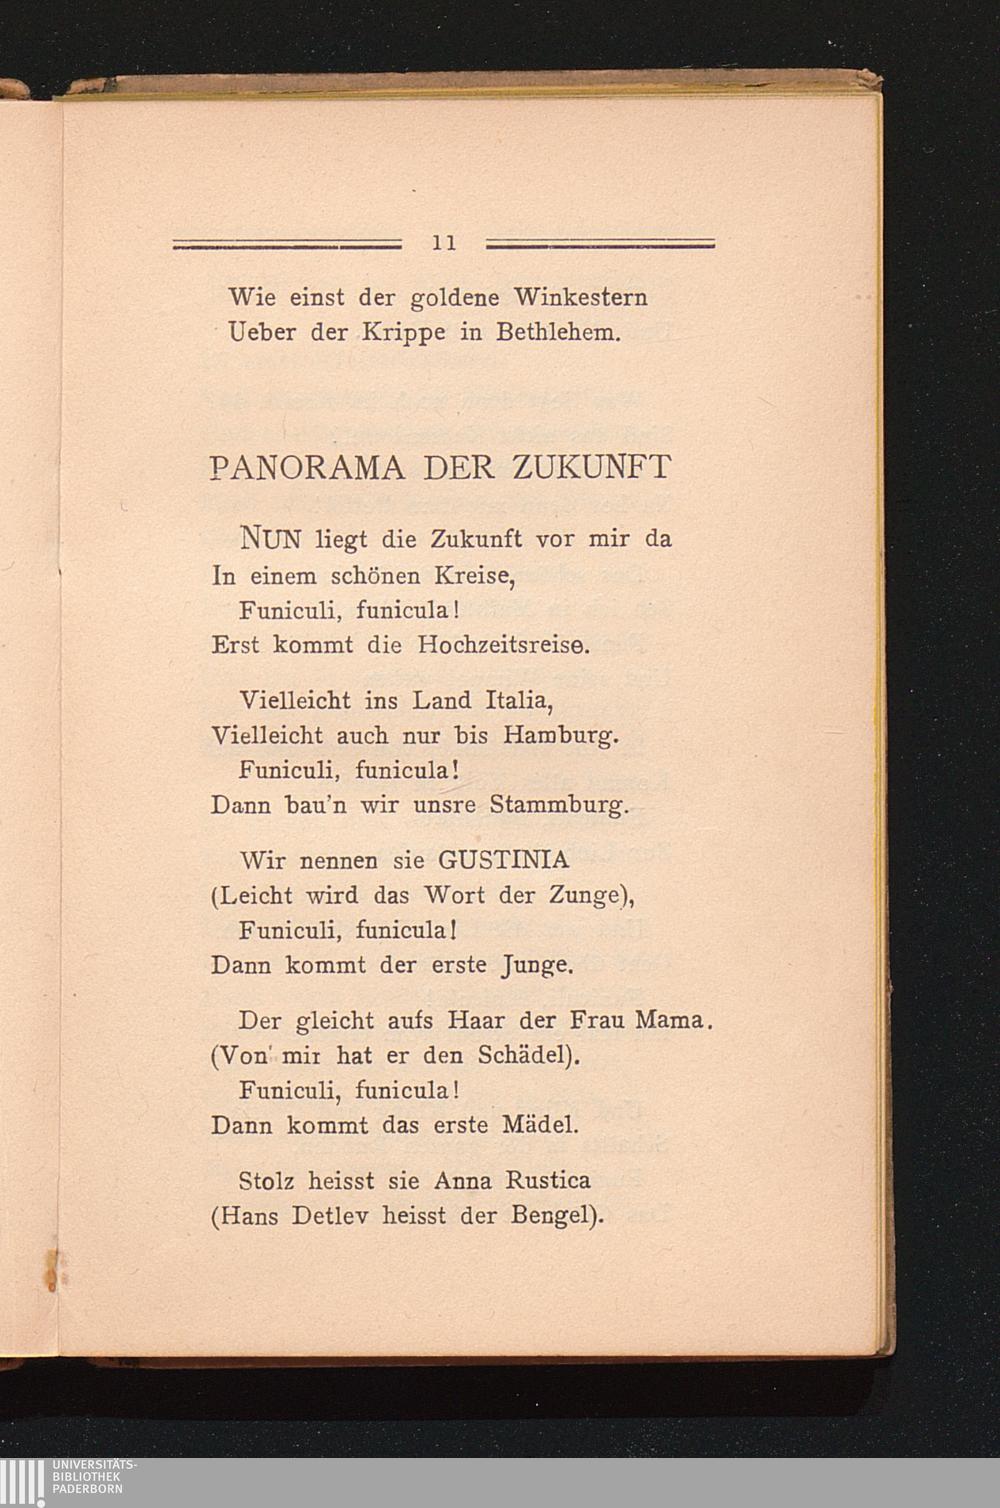 11
Wie einst der goldene Winkestern
Ueber der Krippe in Bethlehem.
PANORAMA DER ZUKUNFT
NUN liegt die Zukunft vor mir da
In einem schönen Kreise,
Funiculi, funicula!
Erst kommt die Hochzeitsreise.
Vielleicht ins Land Italia,
Vielleicht auch nur bis Hamburg.
Funiculi, funicula!
Dann bau'n wir unsre Stammburg.
Wir nennen sie GUSTINIA
(Leicht wird das Wort der Zunge),
Funiculi, funicula!
Dann kommt der erste Junge.
Der gleicht aufs Haar der Frau Mama.
(Von mir hat er den Schädel).
Funiculi, funicula!
Dann kommt das erste Mädel.
Stolz heisst sie Anna Rustica
(Hans Detlev heisst der Bengel).
UNIVERSITÄTS-
BIBLIOTHEK
PADERBORN